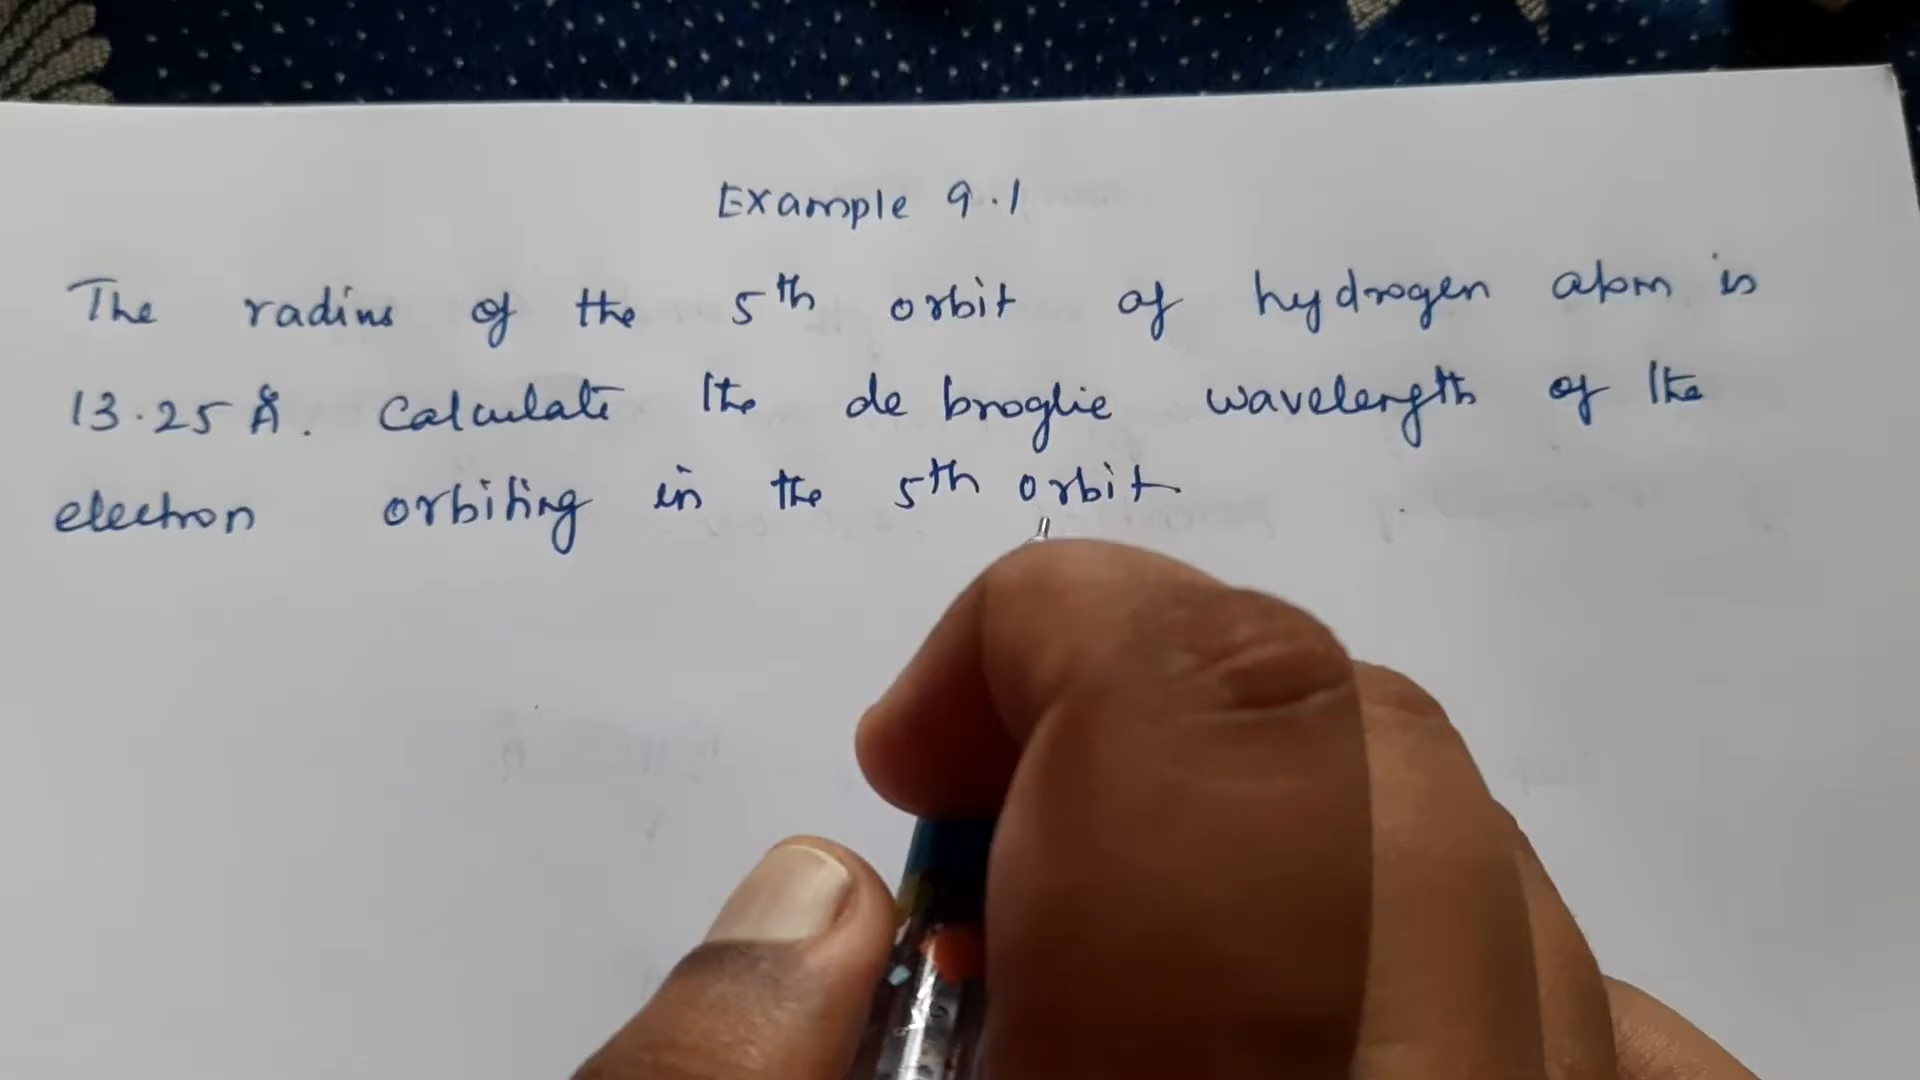 Example 9.1
The radius of the 5th orbit of hydrogen atom is
13.25 Å. Calculate the de broglie wavelength of the
electron orbiting in the 5th orbit